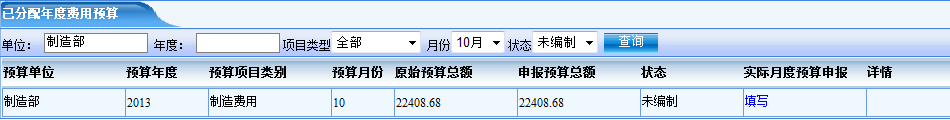 已分配年度费用预算
单位： 制造部 年度： 项目类型 全部 月份 10月 状态 未编制 查询
预算单位 预算年度 预算项目类别 预算月份 原始预算总额 申报预算总额 状态 实际月度预算申报 详情
制造部 2013 制造费用 10 22408.68 22408.68 未编制 填写